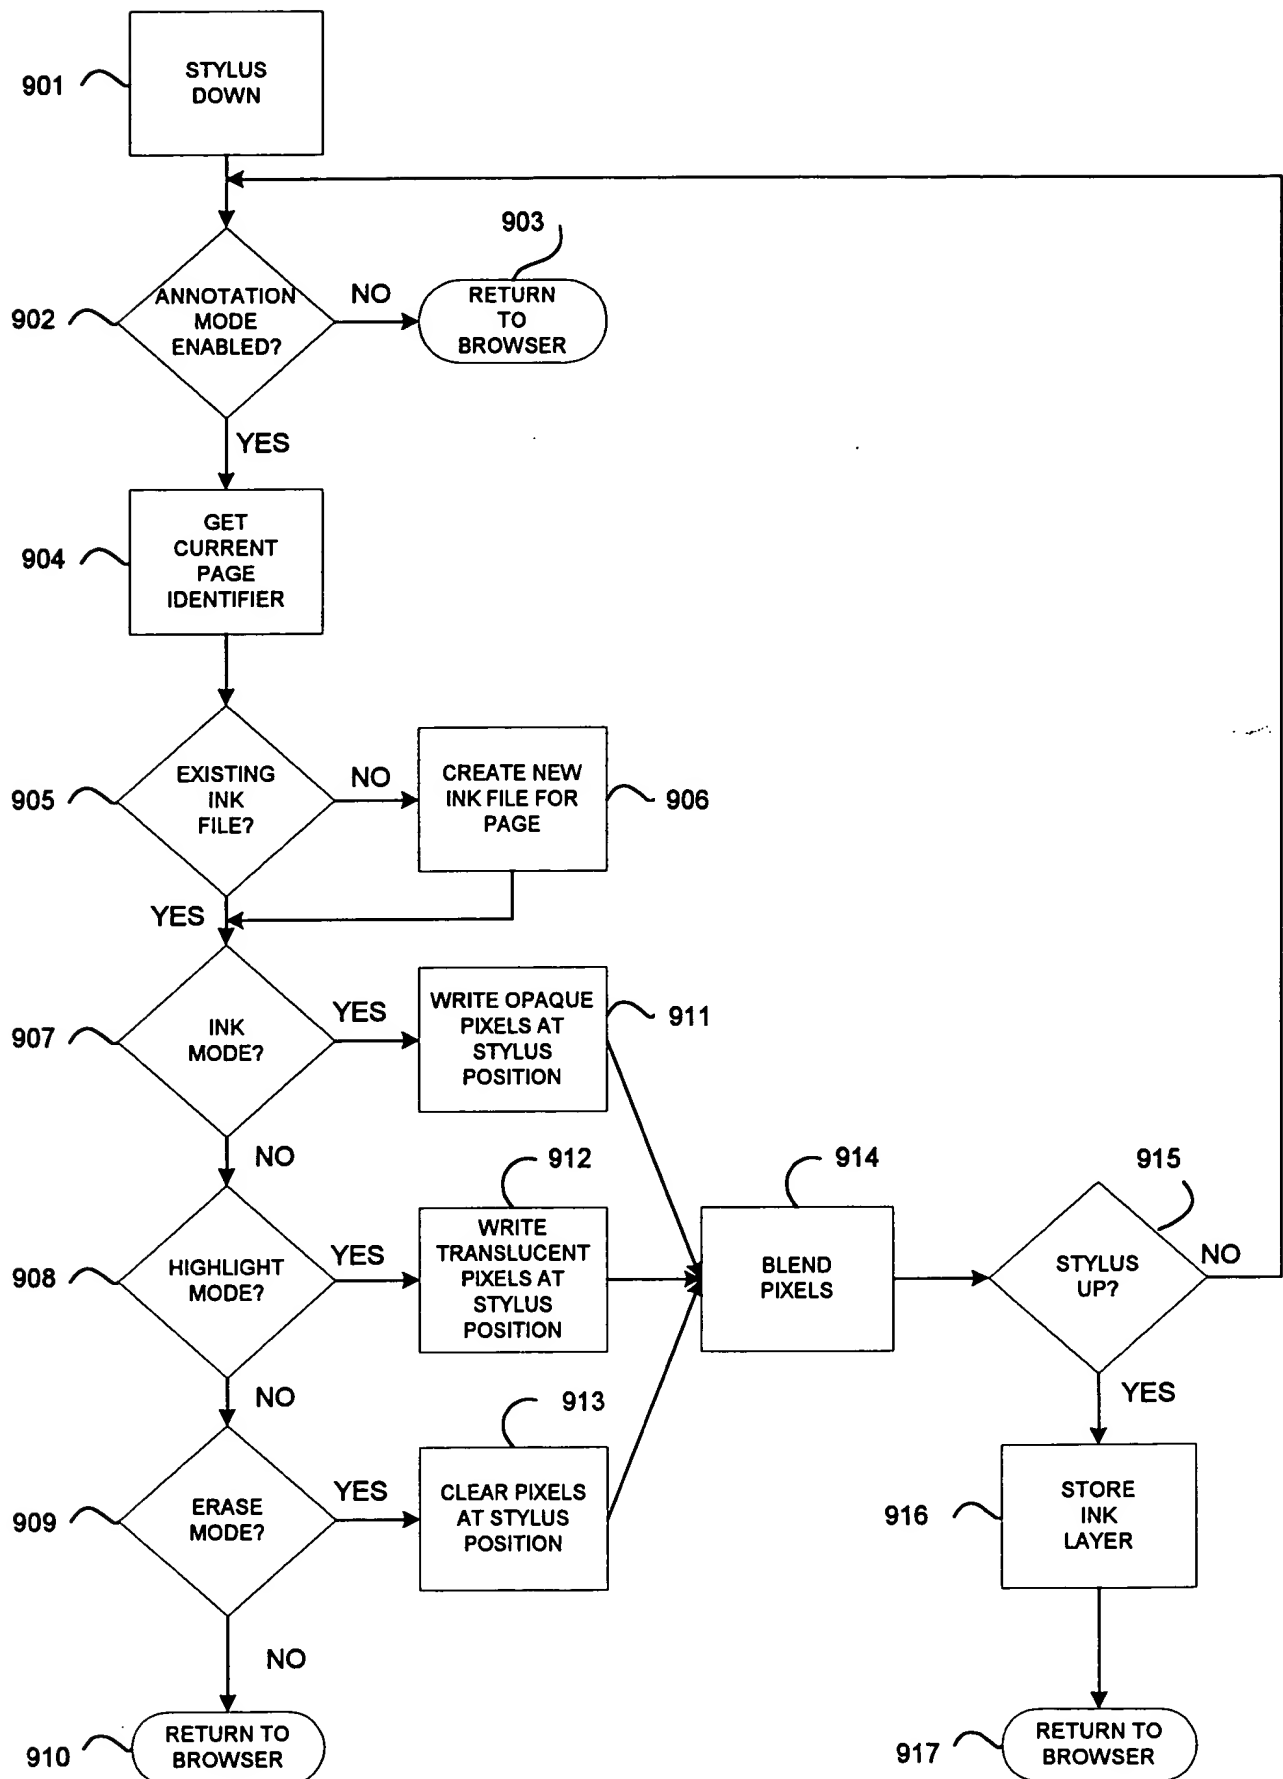 901
STYLUS
DOWN
903
902
ANNOTATION
MODE
ENABLED?
NO
RETURN
TO
BROWSER
YES
904
GET
CURRENT
PAGE
IDENTIFIER
905
EXISTING
INK
FILE?
NO
CREATE NEW
INK FILE FOR
PAGE
906
YES
907
INK
MODE?
YES
WRITE OPAQUE
PIXELS AT
STYLUS
POSITION
911
NO
912
908
HIGHLIGHT
MODE?
YES
WRITE
TRANSLUCENT
PIXELS AT
STYLUS
POSITION
914
BLEND
PIXELS
915
STYLUS
UP?
NO
NO
913
909
ERASE
MODE?
YES
CLEAR PIXELS
AT STYLUS
POSITION
YES
916
STORE
INK
LAYER
NO
910
RETURN TO
BROWSER
917
RETURN TO
BROWSER